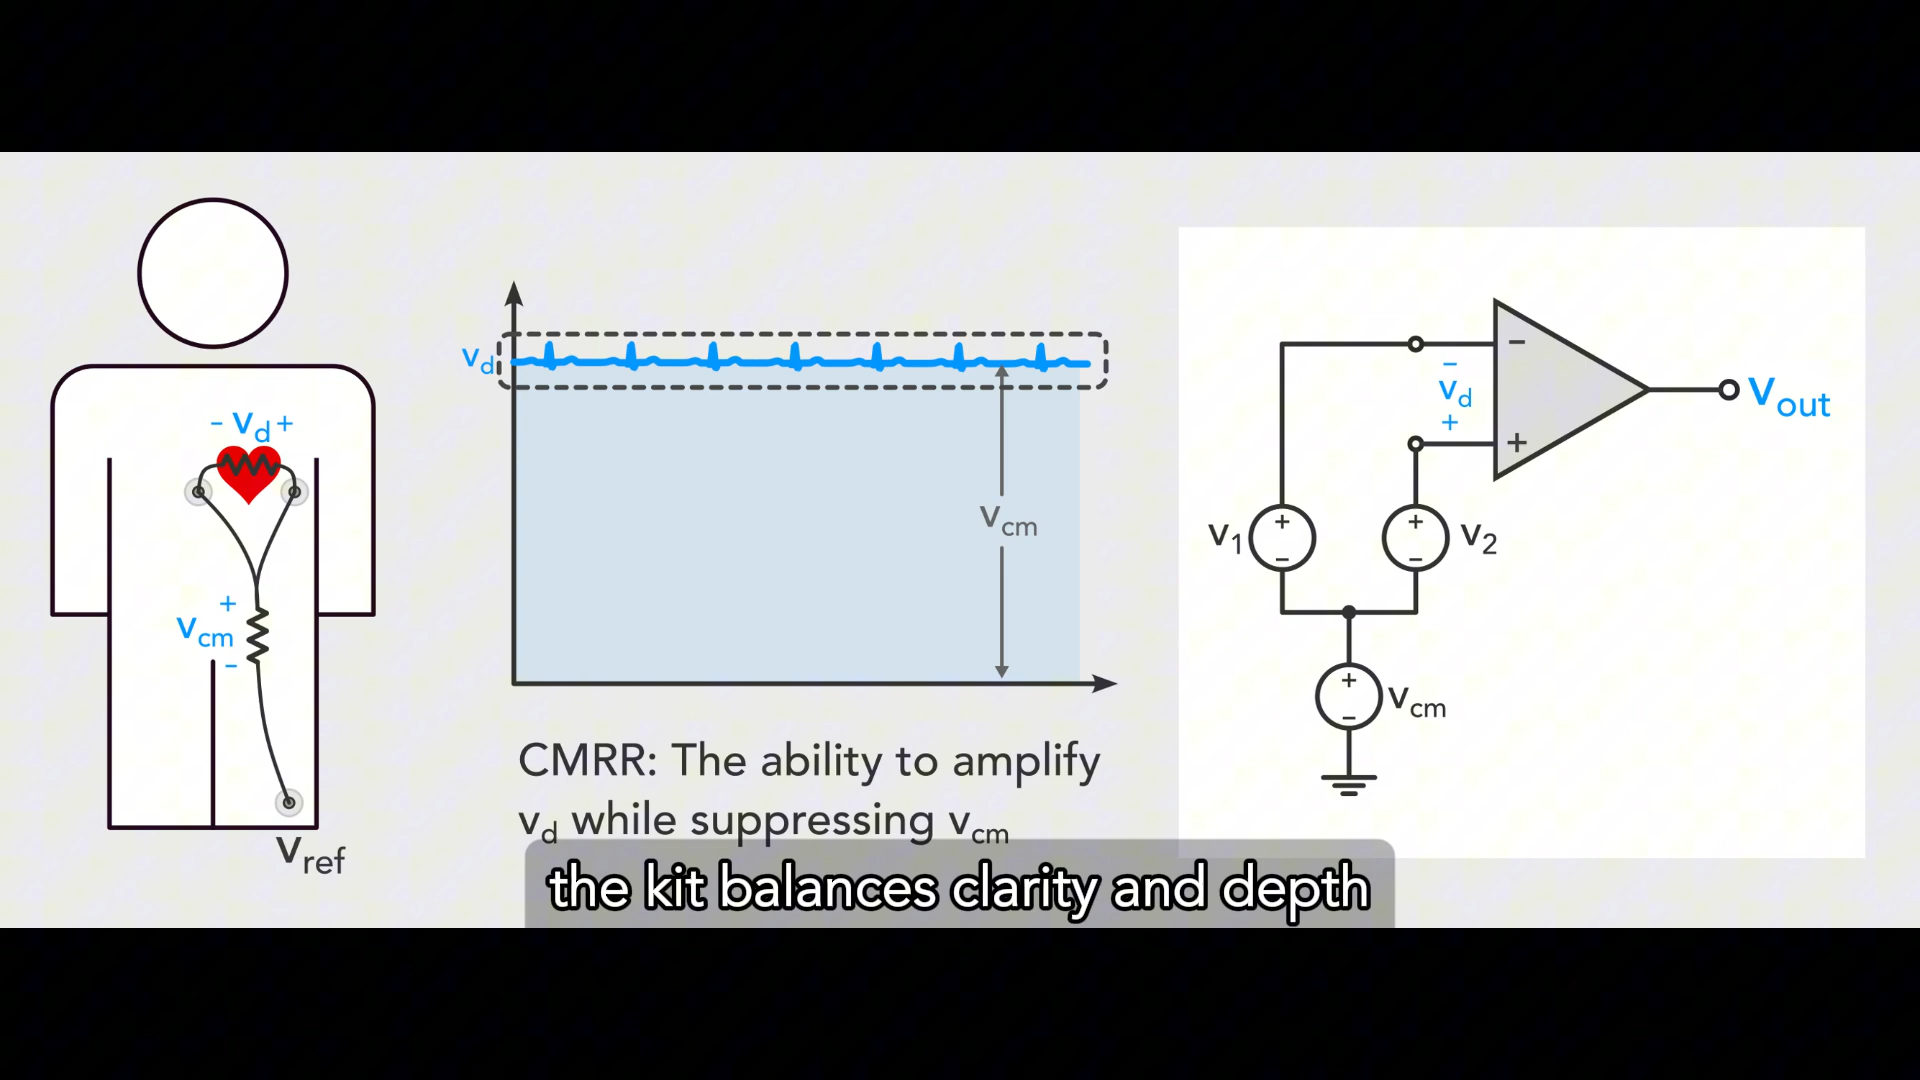 - vd +
+
vcm
-
Vref
vd
vcm
CMRR: The ability to amplify
vd while suppressing vcm
-
-
vd
+
+
Vout
+
-
v1
+
-
v2
+
-
vcm
the kit balances clarity and depth